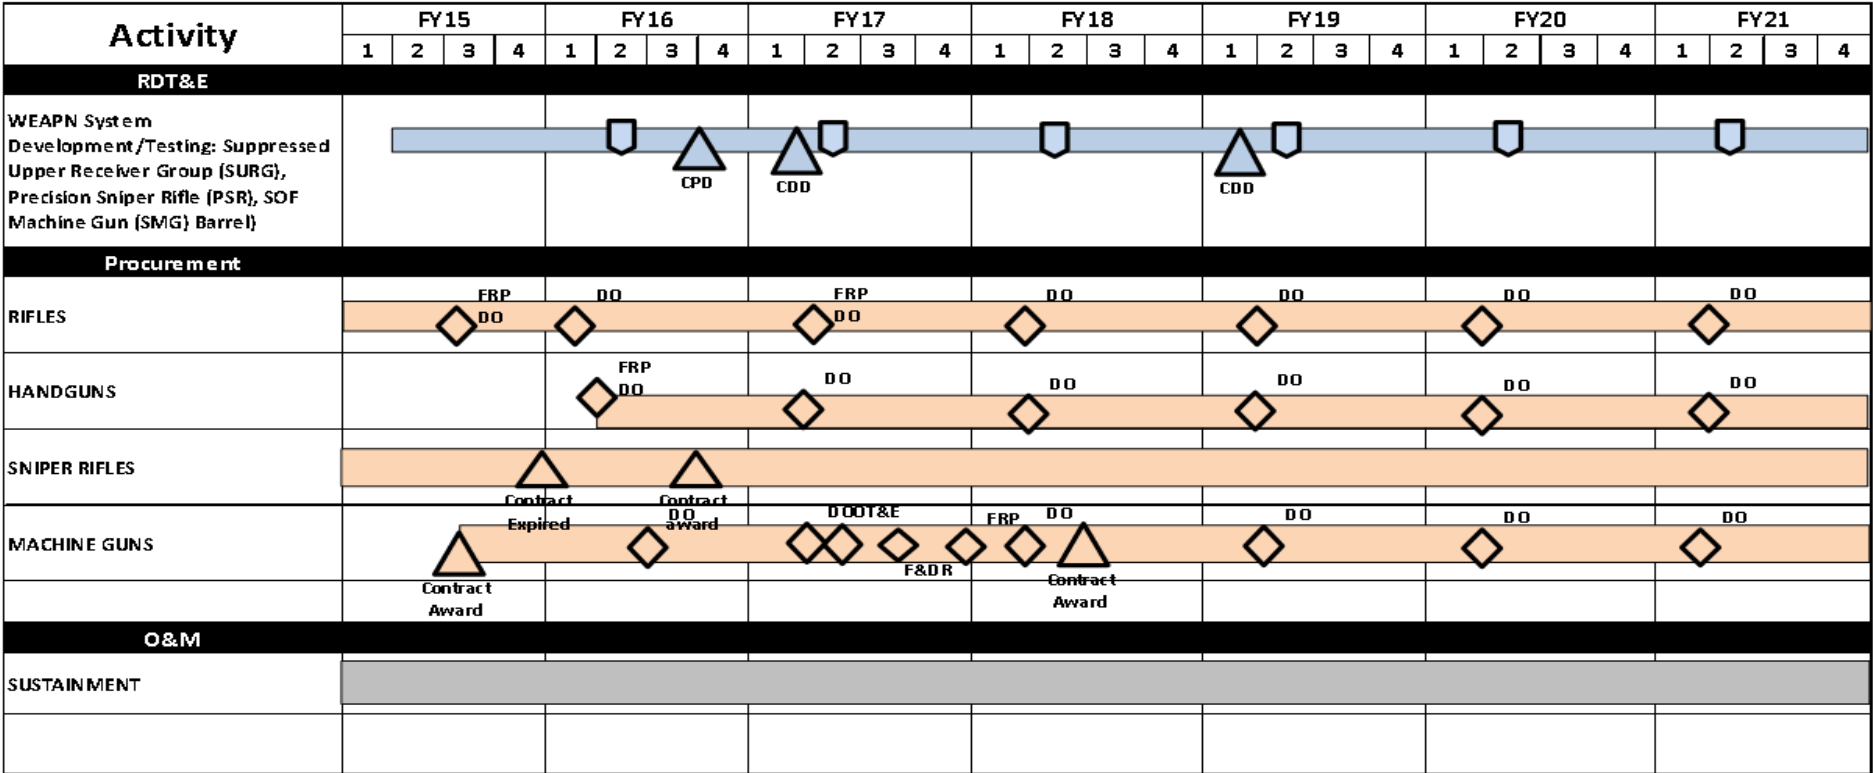 Activity
FY15 FY16 FY17 FY18 FY19 FY20 FY21
1 2 3 4 1 2 3 4 1 2 3 4 1 2 3 4 1 2 3 4 1 2 3 4 1 2 3 4
RDT&E
WEAPN System
Development/Testing: Suppressed
Upper Receiver Group (SURG),
Precision Sniper Rifle (PSR), SOF
Machine Gun (SMG) Barrel)
CPD CDD CDD
Procurement
RIFLES
FRP DO FRP DO DO DO DO
DO DO
HANDGUNS
FRP DO DO DO DO DO
DO
SNIPER RIFLES
Contract Contract
Expired award
MACHINE GUNS
DO DO OT&E FRP DO DO DO DO
F&DR
Contract Contract
Award Award
O&M
SUSTAINMENT